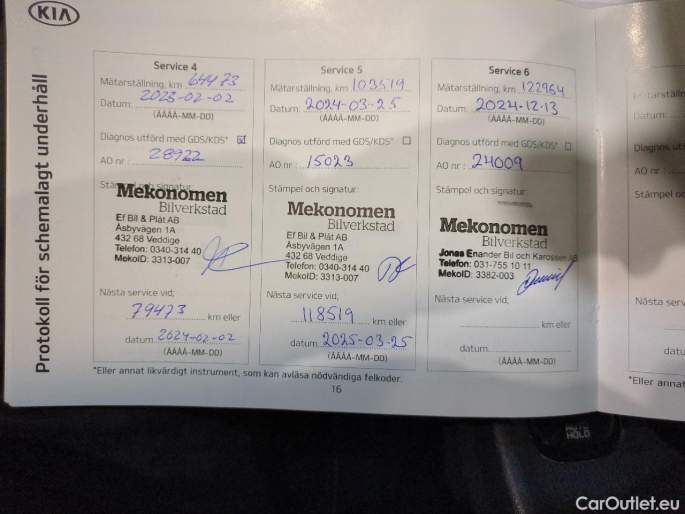 KIA
Protokoll för schemalagt underhåll
Service 4
Mätarställning, km 64473
Datum: 2023-02-02
(ÅÅÅÅ-MM-DD)
Diagnos utförd med GDS/KDS*
AO nr : 28922
Stämpel och signatur:
Mekonomen
Bilverkstad
Ef Bil & Plåt AB
Åsbyvägen 1A
432 68 Veddige
Telefon: 0340-314 40
MekoID: 3313-007
Nästa service vid;
79473 km eller
datum 2024-02-02
(ÅÅÅÅ-MM-DD)
Service 5
Mätarställning, km 103519
Datum: 2024-03-25
(ÅÅÅÅ-MM-DD)
Diagnos utförd med GDS/KDS*
AO nr : 15023
Stämpel och signatur:
Mekonomen
Bilverkstad
Ef Bil & Plåt AB
Åsbyvägen 1A
432 68 Veddige
Telefon: 0340-314 40
MekoID: 3313-007
Nästa service vid;
118519 km eller
datum 2025-03-25
(ÅÅÅÅ-MM-DD)
Service 6
Mätarställning, km 122964
Datum: 2024-12-13
(ÅÅÅÅ-MM-DD)
Diagnos utförd med GDS/KDS*
AO nr : 24009
Stämpel och signatur:
Mekonomen
Bilverkstad
Jonas Enander Bil och Karosseri AB
Telefon: 031-755 10 11
MekoID: 3382-003
Nästa service vid;
km eller
datum
(ÅÅÅÅ-MM-DD)
*Eller annat likvärdigt instrument, som kan avläsa nödvändiga felkoder.
16
Datum:
Diagnos
AO nr :
Stämpel oc
Nästa serv
datu
*Eller annat
HOLD
CarOutlet.eu